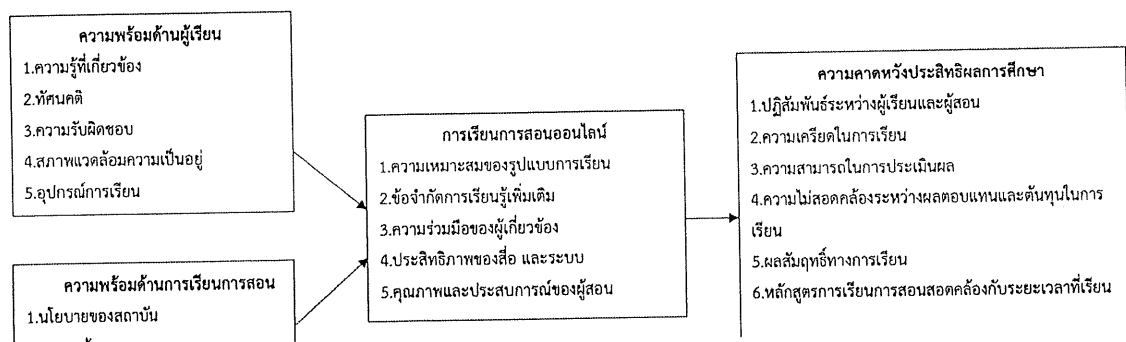 ความพร้อมด้านผู้เรียน
1.ความรู้ที่เกี่ยวข้อง
2.ทัศนคติ
3.ความรับผิดชอบ
4.สภาพแวดล้อมความเป็นอยู่
5.อุปกรณ์การเรียน
ความพร้อมด้านการเรียนการสอน
1.นโยบายของสถาบัน
การเรียนการสอนออนไลน์
1.ความเหมาะสมของรูปแบบการเรียน
2.ข้อจำกัดการเรียนรู้เพิ่มเติม
3.ความร่วมมือของผู้เกี่ยวข้อง
4.ประสิทธิภาพของสื่อ และระบบ
5.คุณภาพและประสบการณ์ของผู้สอน
ความคาดหวังประสิทธิผลการศึกษา
1.ปฏิสัมพันธ์ระหว่างผู้เรียนและผู้สอน
2.ความเครียดในการเรียน
3.ความสามารถในการประเมินผล
4.ความไม่สอดคล้องระหว่างผลตอบแทนและต้นทุนในการ
เรียน
5.ผลสัมฤทธิ์ทางการเรียน
6.หลักสูตรการเรียนการสอนสอดคล้องกับระยะเวลาที่เรียน